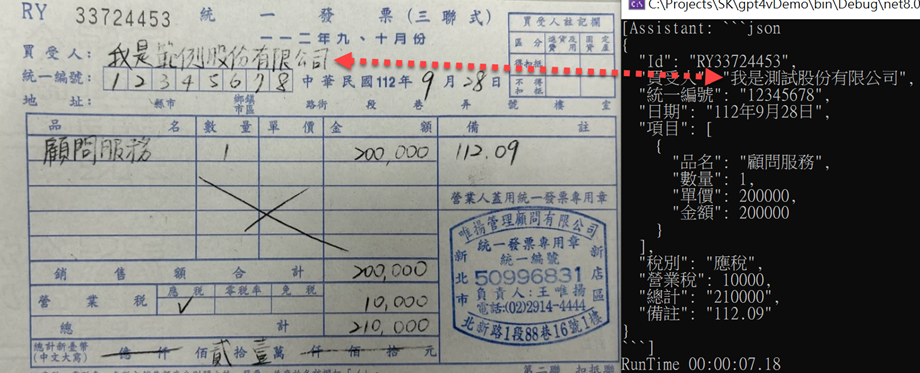 RY 33724453 統一發票(三聯式)
一一二年九、十月份
買受人註記欄
區分 進貨及費用 固定資產
得扣抵
不得扣抵
買受人: 我是範例股份有限公司
統一編號: 1 2 3 4 5 6 7 8 中華民國112年9月28日
地址: 縣市 鄉鎮市區 路街 段 巷 弄 號 樓 室
品名 數量 單價 金額 備註
顧問服務 1 200,000 112.09
營業人蓋用統一發票專用章
唯揚管理顧問有限公司
統一發票專用章
統一編號
50996831
新北市
新店區
負責人:王唯揚
電話:(02)2914-4444
北新路1段88巷16號1樓
銷售額合計 200,000
營業稅 應稅 ✓ 零稅率 免稅 10,000
總計 210,000
總計新臺幣(中文大寫) 億 仟 佰 貳 拾 壹 萬 仟 佰 拾 元
第二聯 扣抵聯
C:\Projects\SK\gpt4vDemo\bin\Debug\net8.0
[Assistant: ```json
{
"Id": "RY33724453",
"買受人": "我是測試股份有限公司",
"統一編號": "12345678",
"日期": "112年9月28日",
"項目": [
{
"品名": "顧問服務",
"數量": 1,
"單價": 200000,
"金額": 200000
}
],
"稅別": "應稅",
"營業稅": 10000,
"總計": "210000",
"備註": "112.09"
}
```]
RunTime 00:00:07.18